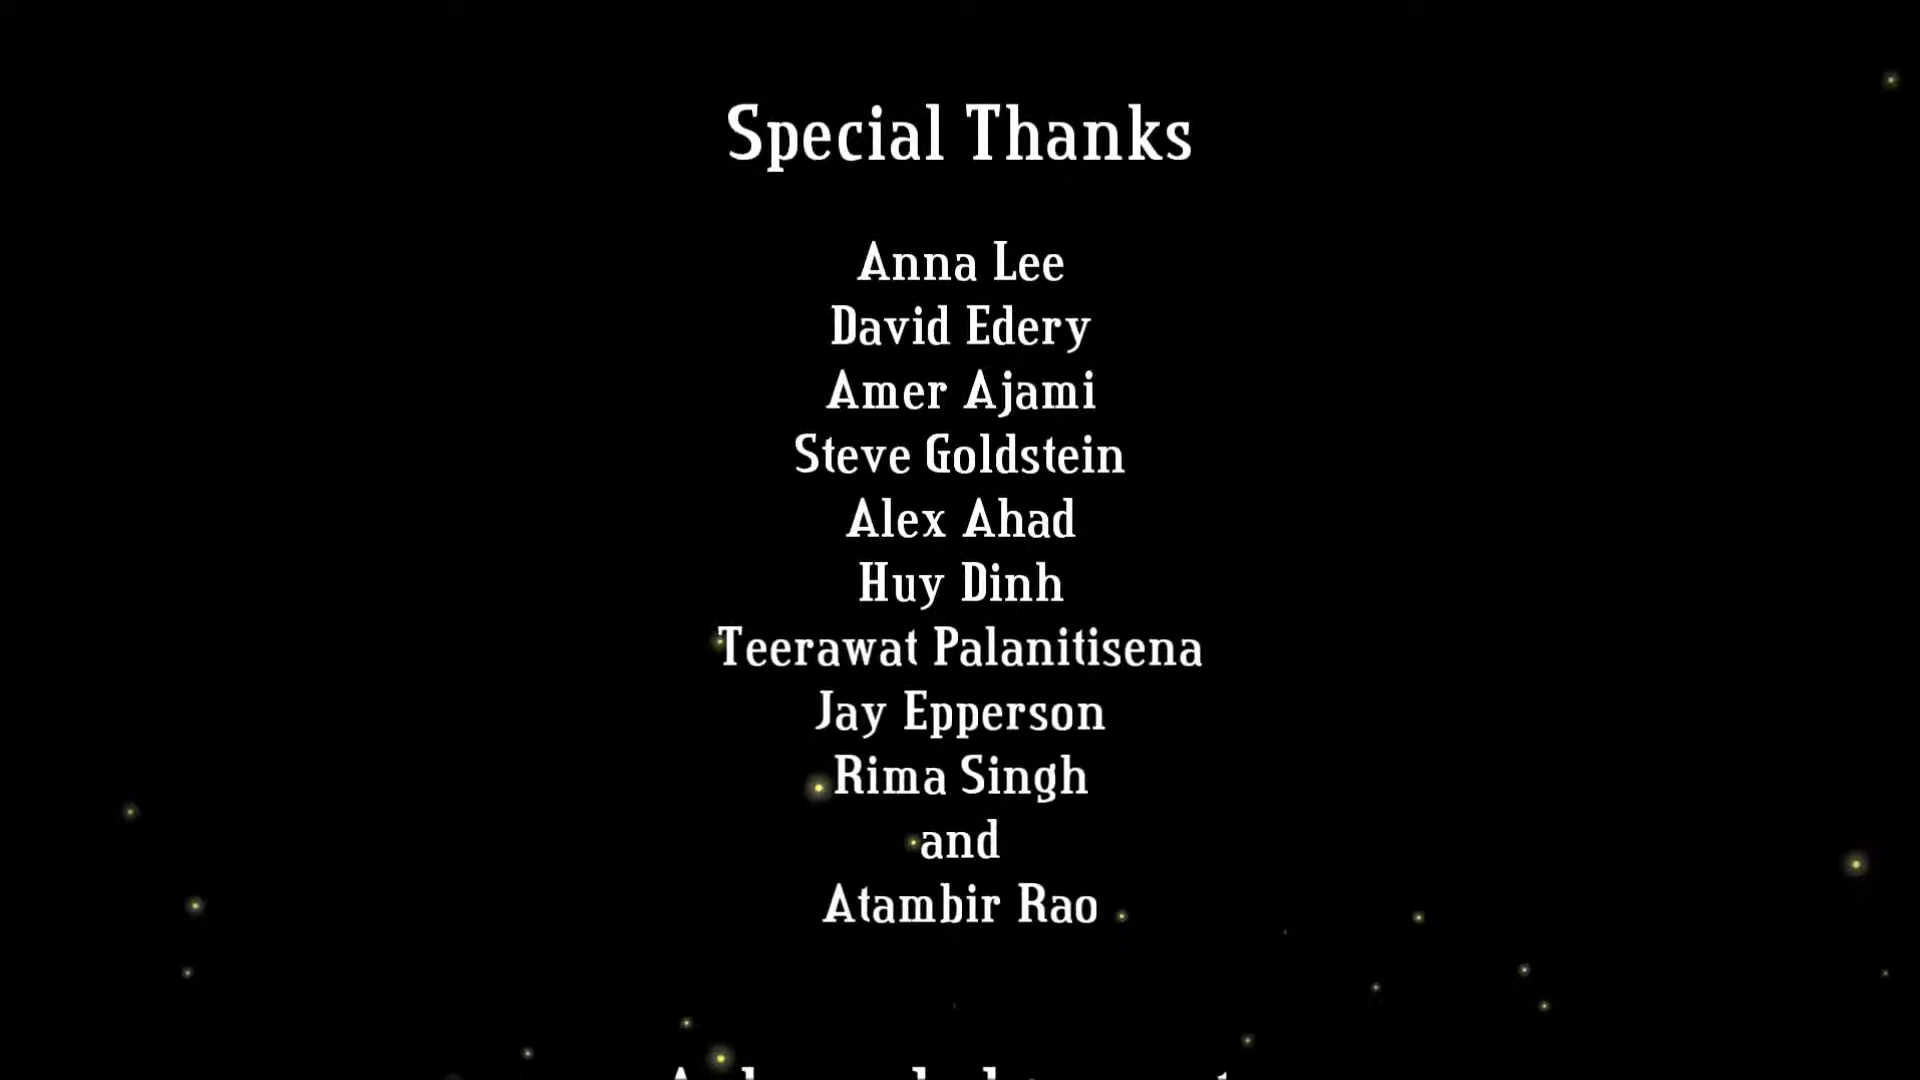 Special Thanks
Anna Lee
David Edery
Amer Ajami
Steve Goldstein
Alex Ahad
Huy Dinh
Teerawat Palanitisena
Jay Epperson
Rima Singh
and
Atambir Rao